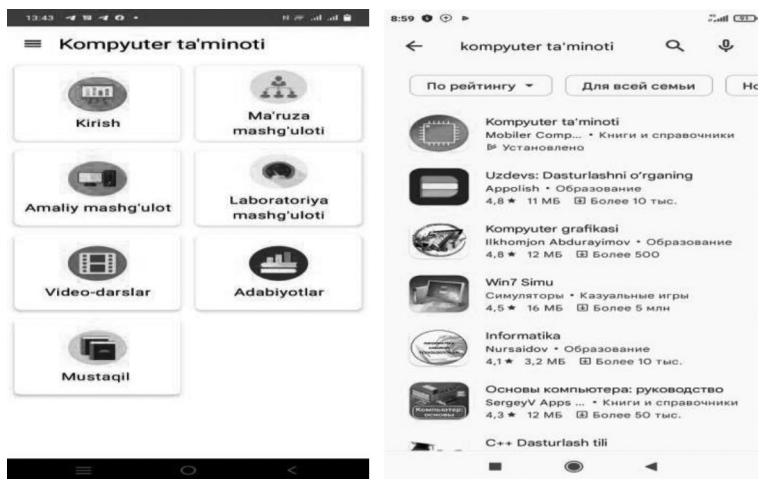 13:43
Kompyuter ta'minoti
Kirish
Ma'ruza
mashg'uloti
Amaliy mashg'ulot
Laboratoriya
mashg'uloti
Video-darslar
Adabiyotlar
Mustaqil
8:59
91
kompyuter ta'minoti
По рейтингу
Для всей семьи
Но
Kompyuter ta'minoti
Mobiler Comp... • Книги и справочники
Установлено
Uzdevs: Dasturlashni o'rganing
Appolish • Образование
4,8 ★ 11 МБ Более 10 тыс.
Kompyuter grafikasi
Ilkhomjon Abdurayimov • Образование
4,8 ★ 12 МБ Более 500
Win7 Simu
Симуляторы • Казуальные игры
4,5 ★ 16 МБ Более 5 млн
Informatika
Nursaidov • Образование
4,1 ★ 3,2 МБ Более 10 тыс.
Основы компьютера: руководство
SergeyV Apps ... • Книги и справочники
4,3 ★ 12 МБ Более 50 тыс.
Компьютер:
основы
C++ Dasturlash tili